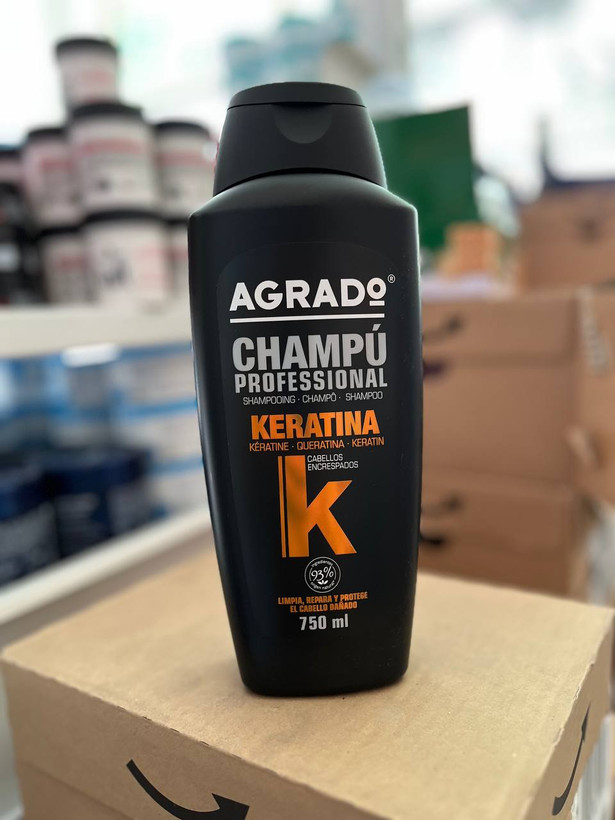 AGRADO®
CHAMPÚ
PROFESSIONAL
SHAMPOOING · CHAMPÔ · SHAMPOO
KERATINA
KÉRATINE · QUERATINA · KERATIN
CABELLOS
ENCRESPADOS
k
93%
LIMPIA, REPARA Y PROTEGE
EL CABELLO DAÑADO
750 ml